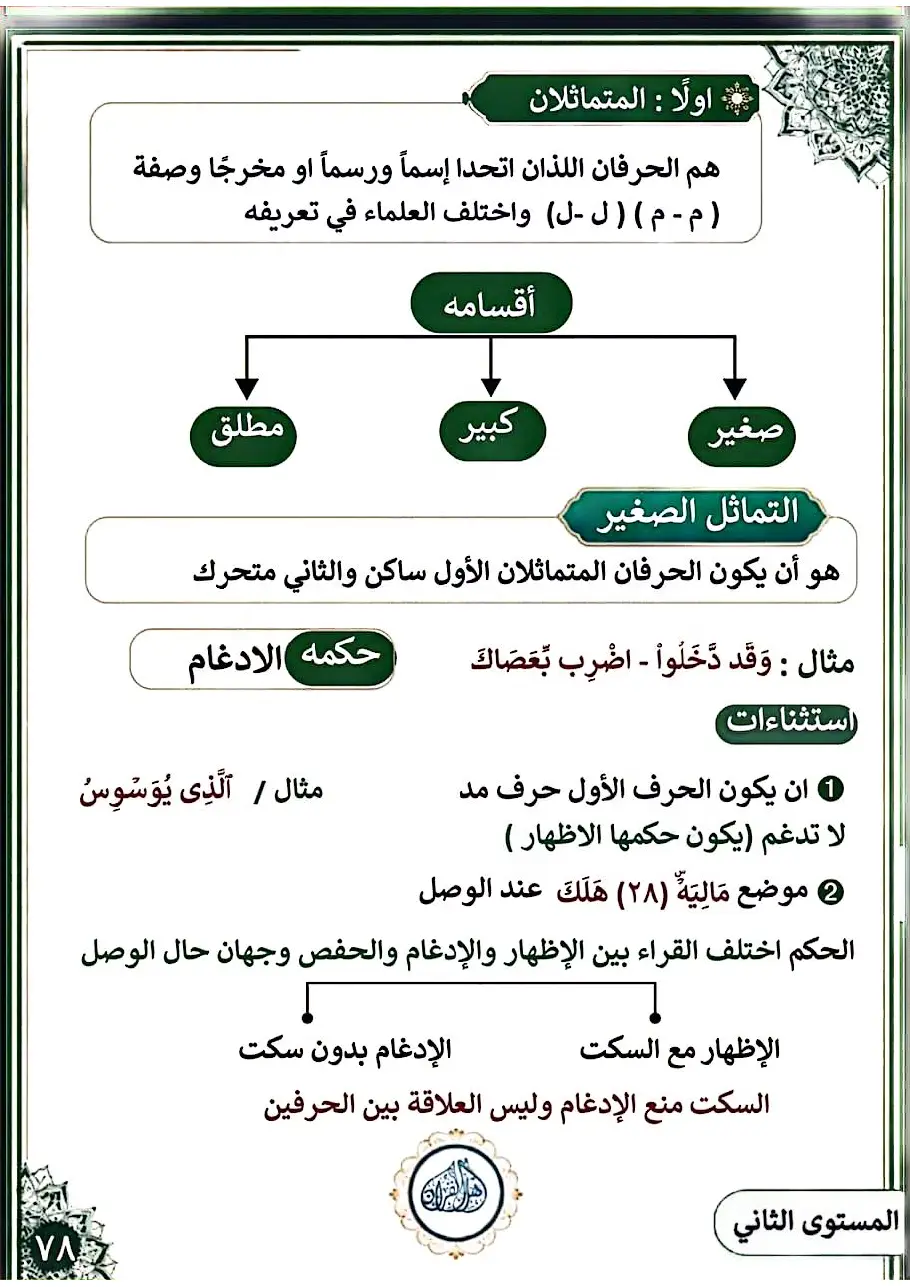 اولًا : المتماثلان
هم الحرفان اللذان اتحدا إسماً ورسماً او مخرجًا وصفة
( م - م ) ( ل -ل) واختلف العلماء في تعريفه
أقسامه
صغير
كبير
مطلق
التماثل الصغير
هو أن يكون الحرفان المتماثلان الأول ساكن والثاني متحرك
مثال : وَقَد دَّخَلُواْ - اضْرِب بِّعَصَاكَ
حكمه الادغام
استثناءات
❶ ان يكون الحرف الأول حرف مد مثال / ٱلَّذِى يُوَسۡوِسُ
لا تدغم (يكون حكمها الاظهار )
❷ موضع مَالِيَهۡۜ (٢٨) هَلَكَ عند الوصل
الحكم اختلف القراء بين الإظهار والإدغام والحفص وجهان حال الوصل
الإظهار مع السكت
الإدغام بدون سكت
السكت منع الإدغام وليس العلاقة بين الحرفين
المستوى الثاني
٧٨